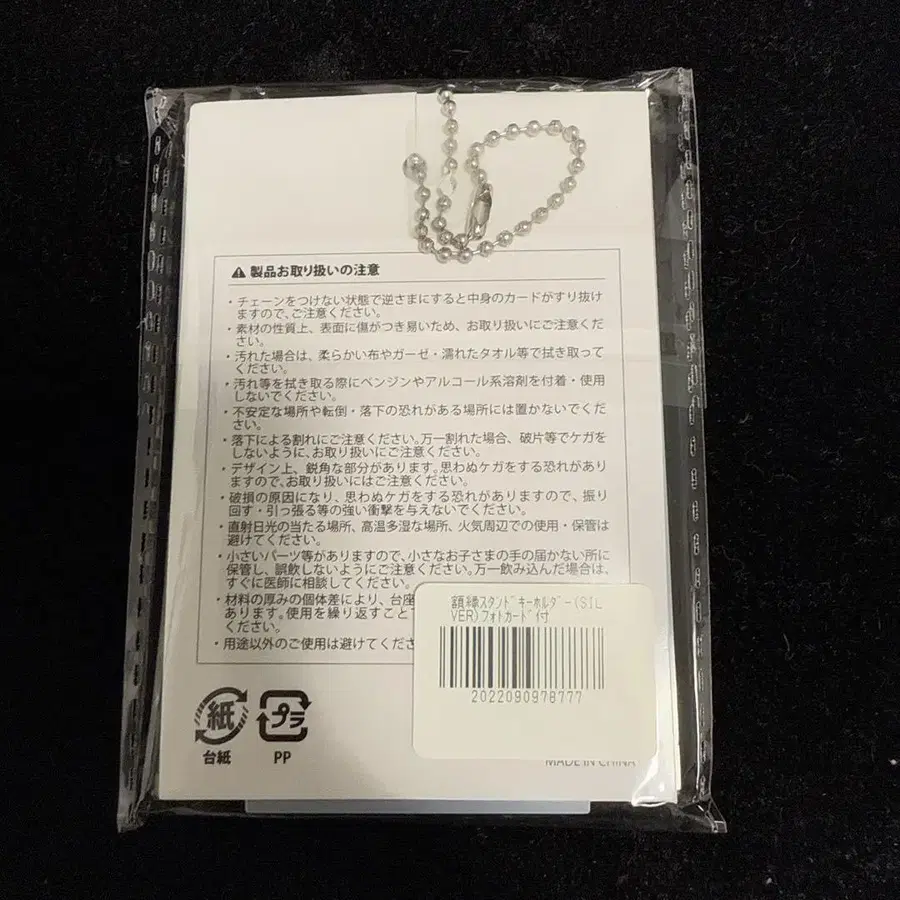 ⚠ 製品お取り扱いの注意
・チェーンをつけない状態で逆さまにすると中身のカードがすり抜け
ますので、ご注意ください。
・素材の性質上、表面に傷がつき易いため、お取り扱いにご注意くだ
さい。
・汚れた場合は、柔らかい布やガーゼ・濡れたタオル等で拭き取って
ください。
・汚れ等を拭き取る際にベンジンやアルコール系溶剤を付着・使用
しないでください。
・不安定な場所や転倒・落下の恐れがある場所には置かないでくだ
さい。
・落下による割れにご注意ください。万一割れた場合、破片等でケガを
しないように、お取り扱いにご注意ください。
・デザイン上、鋭角な部分があります。思わぬケガをする恐れがあり
ますので、お取り扱いにはご注意ください。
・破損の原因になり、思わぬケガをする恐れがありますので、振り
回す・引っ張る等の強い衝撃を与えないでください。
・直射日光の当たる場所、高温多湿な場所、火気周辺での使用・保管は
避けてください。
・小さいパーツ等がありますので、小さなお子さまの手の届かない所に
保管し、誤飲しないようにご注意ください。万一飲み込んだ場合は、
すぐに医師に相談してください。
・材料の厚みの個体差により、台座
あります。使用を繰り返すこと
ください。
・用途以外のご使用は避けてくださ
額縁スタンドキーホルダー(SIL
VER)フォトカード付
2022090978777
紙
台紙
プラ
PP
MADE IN CHINA